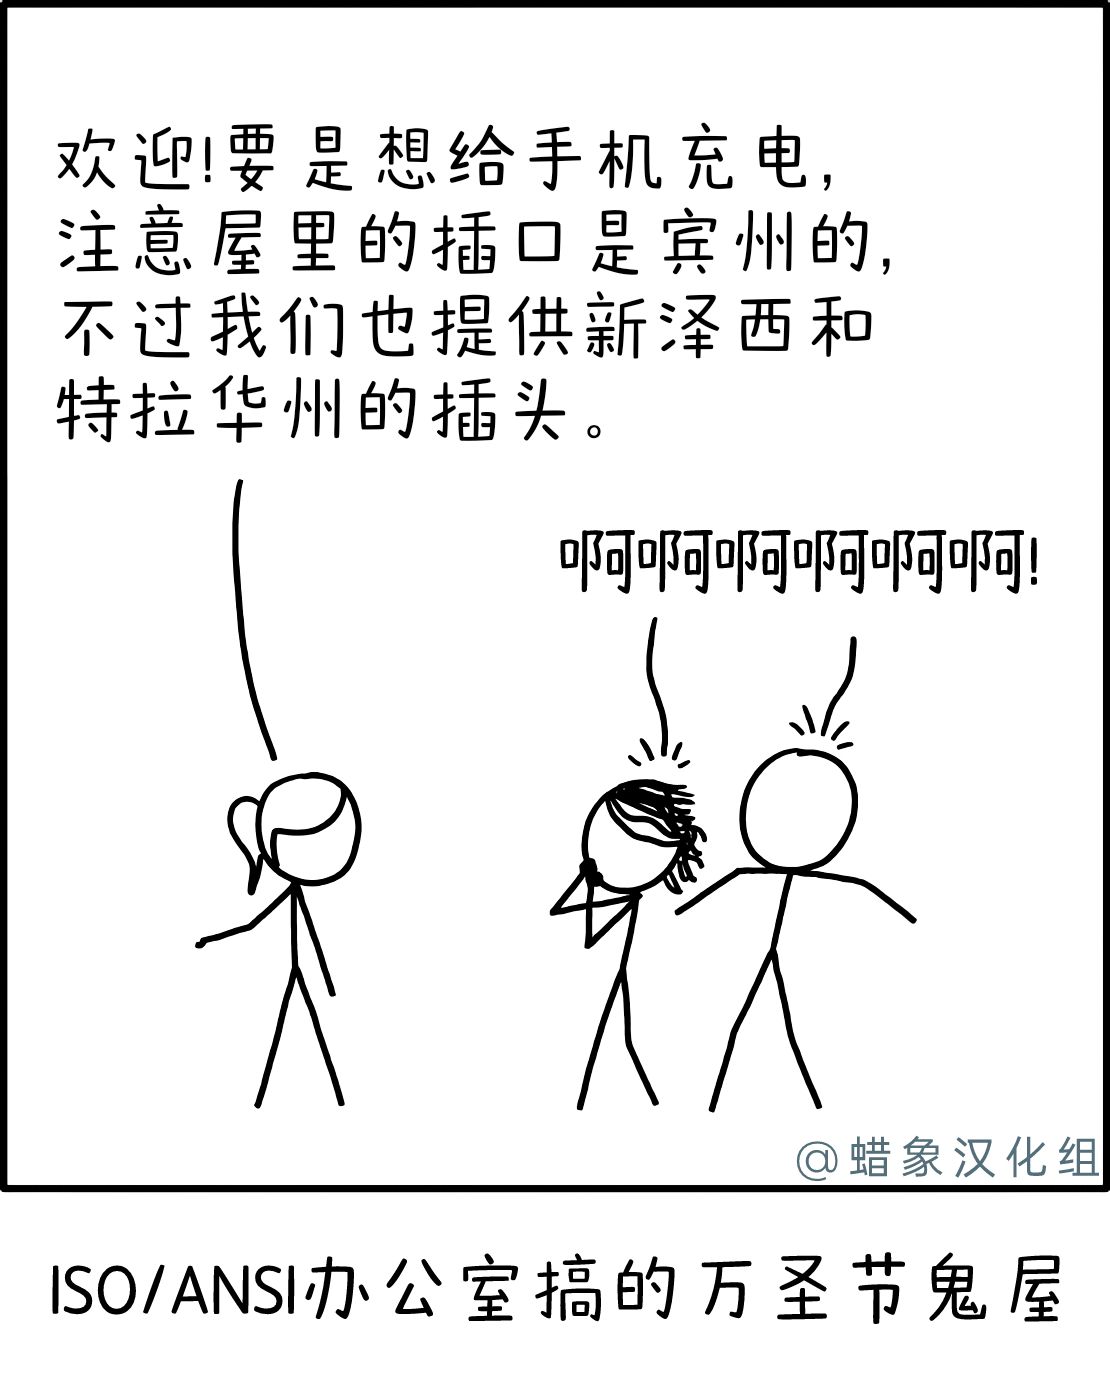 欢迎!要是想给手机充电,
注意屋里的插口是宾州的,
不过我们也提供新泽西和
特拉华州的插头。
啊啊啊啊啊啊!
@蜡象汉化组
ISO/ANSI办公室搞的万圣节鬼屋